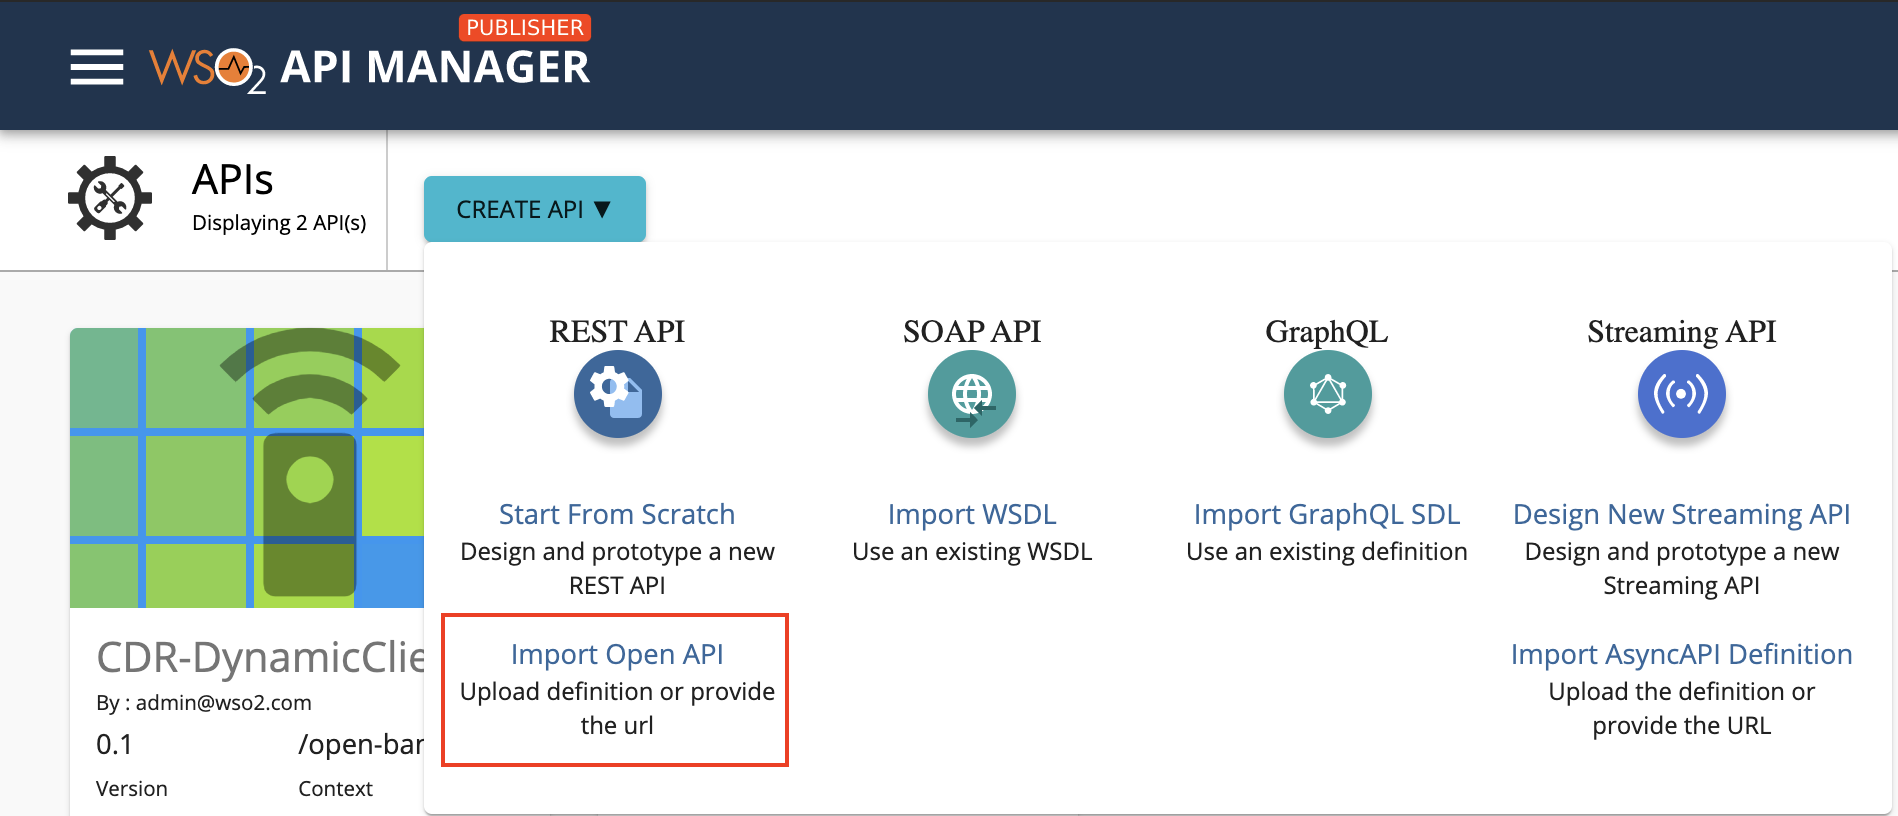 PUBLISHER
WSO2 API MANAGER
APIs
Displaying 2 API(s)
CREATE API ▼
REST API
SOAP API
GraphQL
Streaming API
Start From Scratch
Design and prototype a new
REST API
Import WSDL
Use an existing WSDL
Import GraphQL SDL
Use an existing definition
Design New Streaming API
Design and prototype a new
Streaming API
Import Open API
Upload definition or provide
the url
Import AsyncAPI Definition
Upload the definition or
provide the URL
CDR-DynamicClie
By : admin@wso2.com
0.1
/open-bar
Version
Context